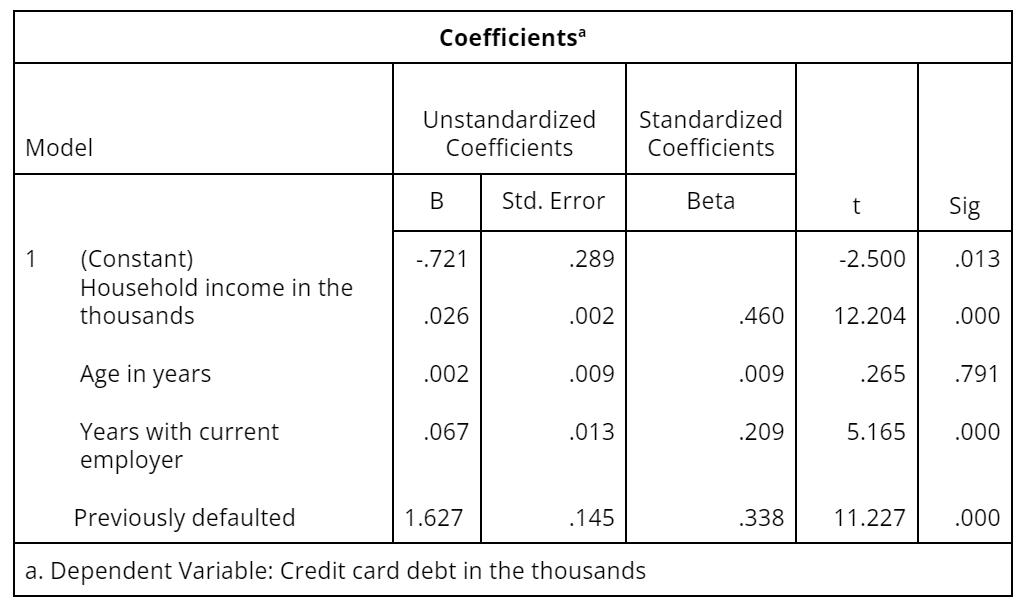 Coefficientsᵃ
Model
Unstandardized
Coefficients
Standardized
Coefficients
B Std. Error Beta t Sig
1 (Constant) -.721 .289 -2.500 .013
Household income in the
thousands .026 .002 .460 12.204 .000
Age in years .002 .009 .009 .265 .791
Years with current .067 .013 .209 5.165 .000
employer
Previously defaulted 1.627 .145 .338 11.227 .000
a. Dependent Variable: Credit card debt in the thousands